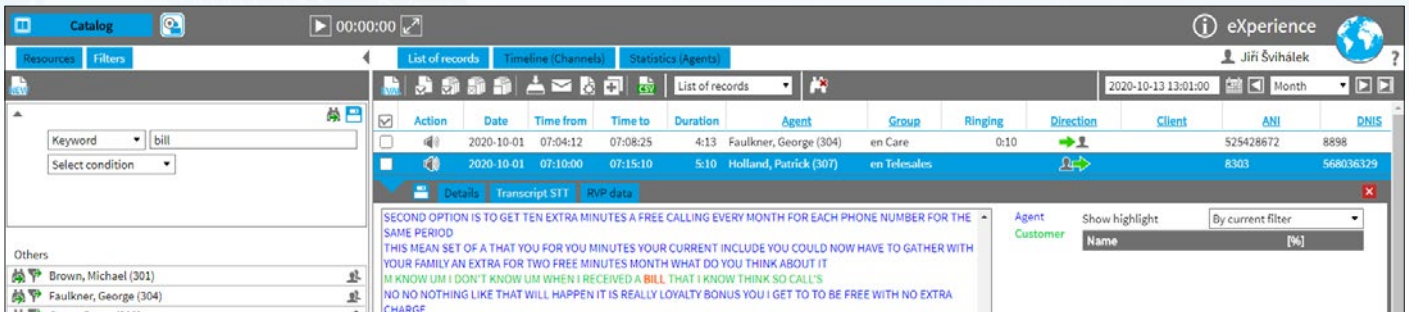 Catalog
00:00:00
eXperience
Resources Filters
List of records Timeline (Channels) Statistics (Agents)
Jiří Švihálek
?
NEW
CSV
List of records
2020-10-13 13:01:00
Month
Keyword
bill
Select condition
Action Date Time from Time to Duration Agent Group Ringing Direction Client ANI DNIS
2020-10-01 07:04:12 07:08:25 4:13 Faulkner, George (304) en Care 0:10 525428672 8898
2020-10-01 07:10:00 07:15:10 5:10 Holland, Patrick (307) en Telesales 8303 568036329
Details Transcript STT RVP data
SECOND OPTION IS TO GET TEN EXTRA MINUTES A FREE CALLING EVERY MONTH FOR EACH PHONE NUMBER FOR THE
SAME PERIOD
THIS MEAN SET OF A THAT YOU FOR YOU MINUTES YOUR CURRENT INCLUDE YOU COULD NOW HAVE TO GATHER WITH
YOUR FAMILY AN EXTRA FOR TWO FREE MINUTES MONTH WHAT DO YOU THINK ABOUT IT
M KNOW UM I DON'T KNOW UM WHEN I RECEIVED A BILL THAT I KNOW THINK SO CALL'S
NO NO NOTHING LIKE THAT WILL HAPPEN IT IS REALLY LOYALTY BONUS YOU I GET TO TO BE FREE WITH NO EXTRA
CHARGE
Agent
Customer
Show highlight
By current filter
Name [%]
Others
Brown, Michael (301)
Faulkner, George (304)